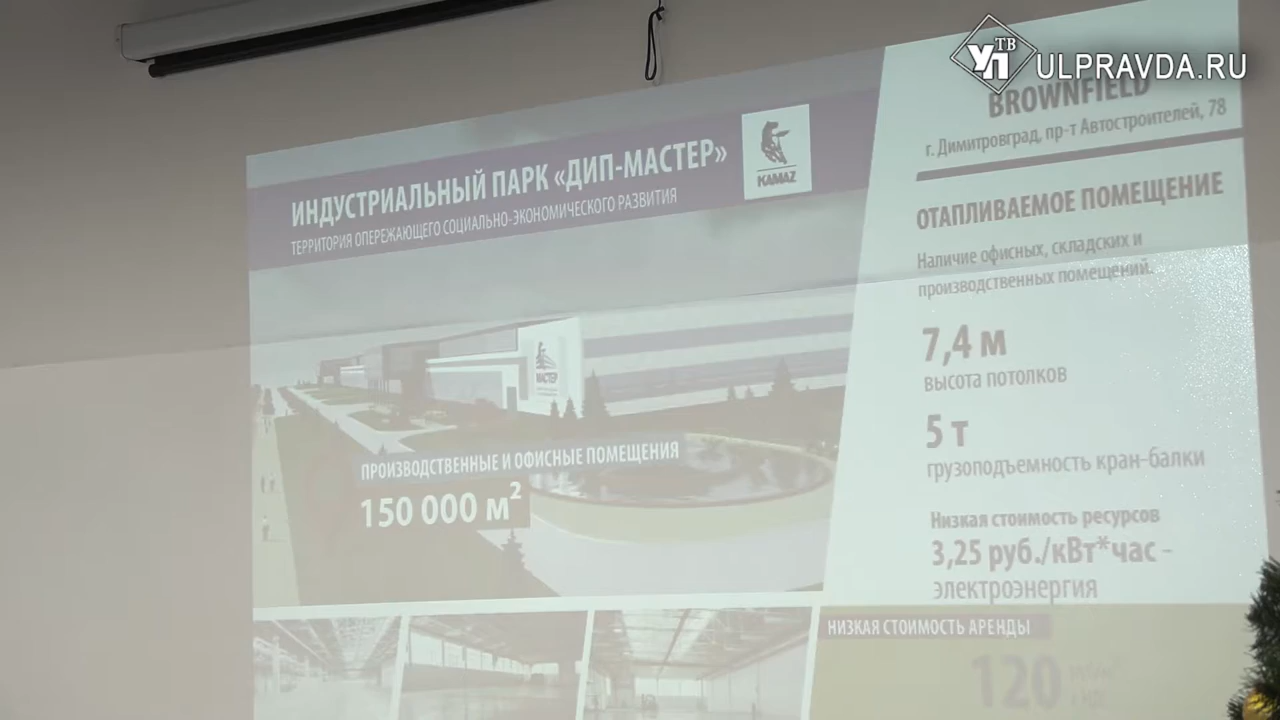 УП ТВ ULPRAVDA.RU
ИНДУСТРИАЛЬНЫЙ ПАРК «ДИП-МАСТЕР»
ТЕРРИТОРИЯ ОПЕРЕЖАЮЩЕГО СОЦИАЛЬНО-ЭКОНОМИЧЕСКОГО РАЗВИТИЯ
KAMAZ
МАСТЕР
ПРОИЗВОДСТВЕННЫЕ И ОФИСНЫЕ ПОМЕЩЕНИЯ
150 000 м²
BROWNFIELD
г. Димитровград, пр-т Автостроителей, 78
ОТАПЛИВАЕМОЕ ПОМЕЩЕНИЕ
Наличие офисных, складских и
производственных помещений.
7,4 м
высота потолков
5 т
грузоподъемность кран-балки
Низкая стоимость ресурсов
3,25 руб./кВт*час -
электроэнергия
НИЗКАЯ СТОИМОСТЬ АРЕНДЫ
120